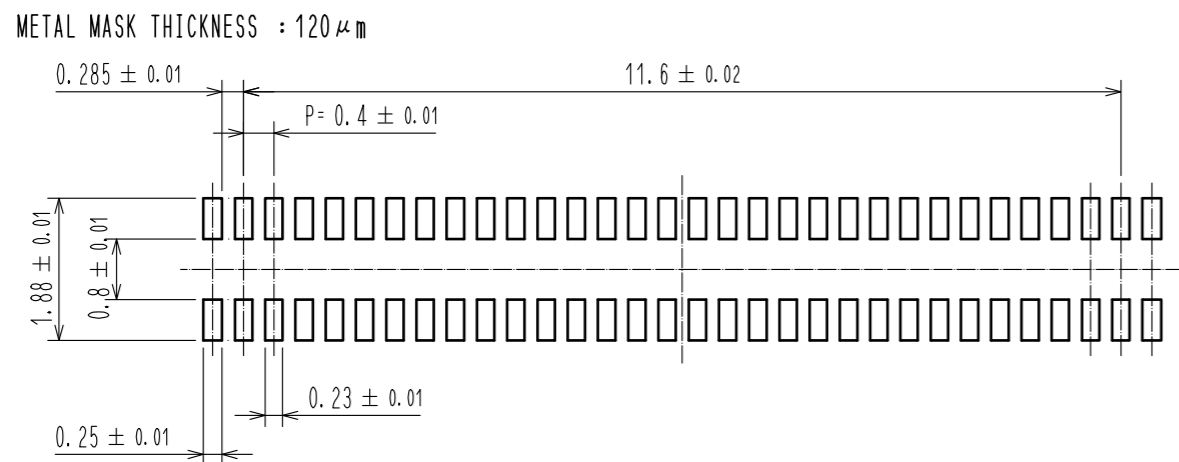 METAL MASK THICKNESS : 120μm
0.285 ± 0.01
11.6 ± 0.02
P= 0.4 ± 0.01
1.88 ± 0.01
0.8 ± 0.01
0.23 ± 0.01
0.25 ± 0.01